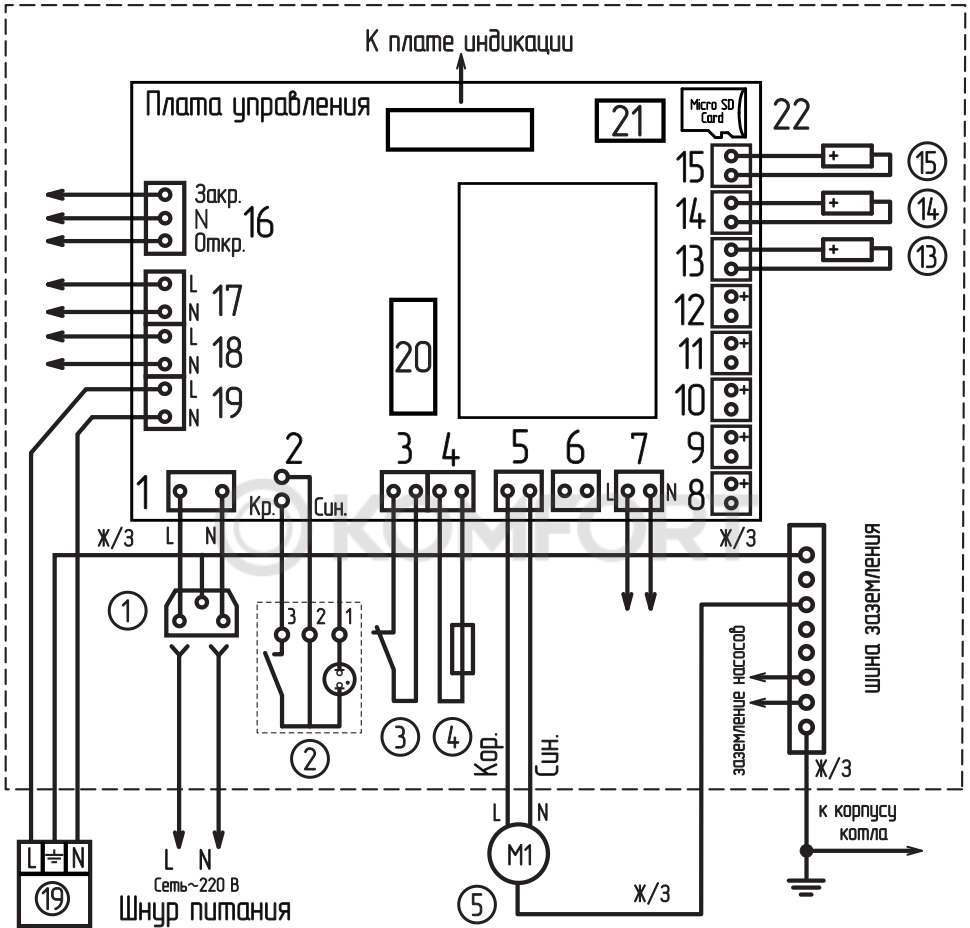 К плате индикации
Плата управления
21
Micro SD
Card
22
15
15
14
14
13
13
12
11
10
9
8
Закр.
N
Откр.
16
L
N
17
L
N
18
L
N
19
20
1
2
3
4
5
6
7
Кр.
Син.
L
N
KOMFORT
Ж/З
L
N
Ж/З
1
3
2
1
2
3
4
шина заземления
заземление насосов
Кор.
Син.
Ж/З
L
N
М1
5
Ж/З
к корпусу
котла
L
N
19
L
N
Сеть~220 В
Шнур питания